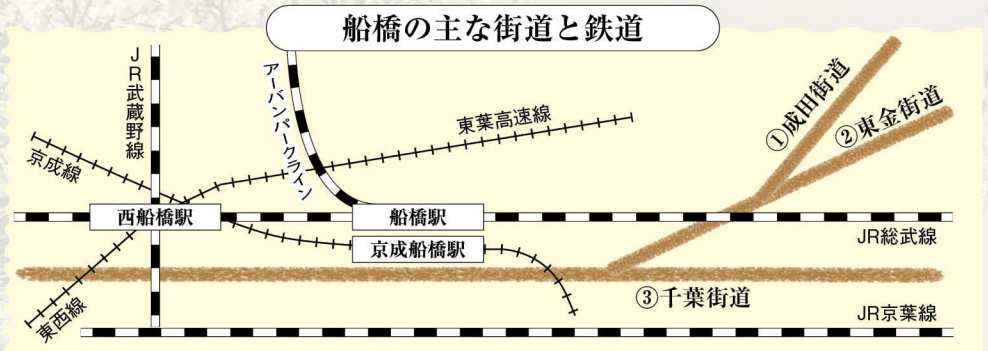 船橋の主な街道と鉄道
JR武蔵野線
アーバンパークライン
東葉高速線
①成田街道
②東金街道
京成線
西船橋駅
船橋駅
JR総武線
京成船橋駅
③千葉街道
東西線
JR京葉線